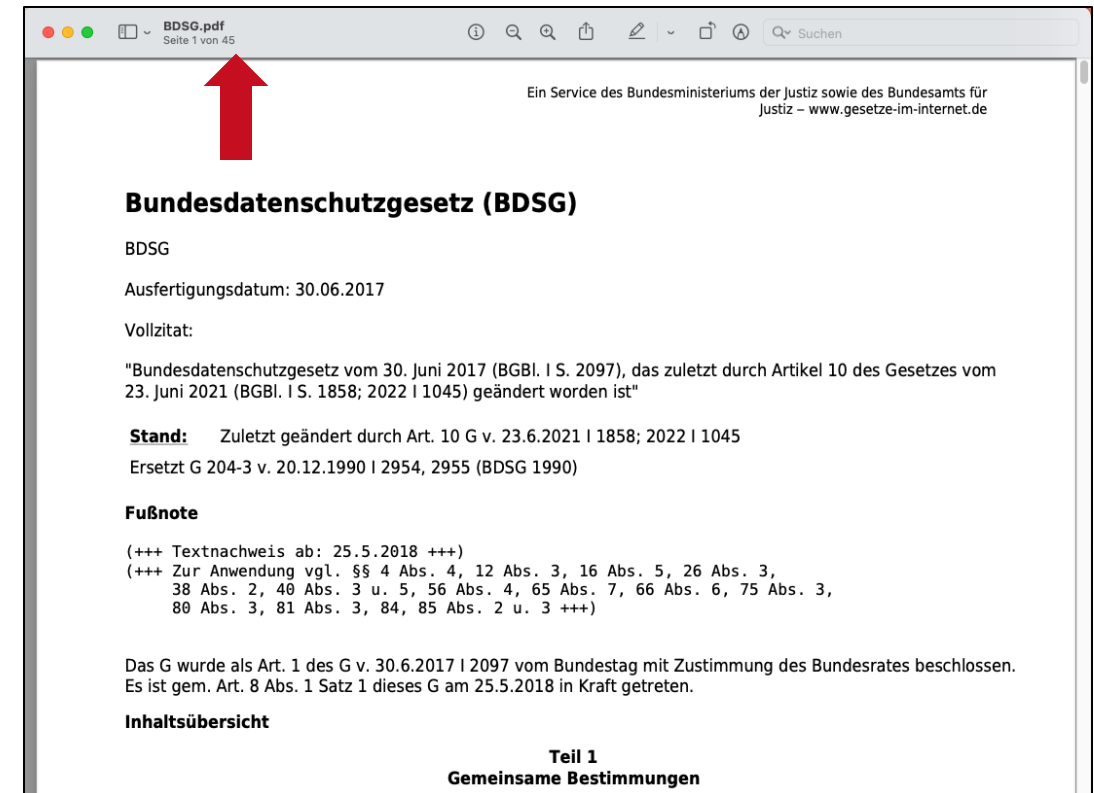 BDSG.pdf
Seite 1 von 45
Suchen
Ein Service des Bundesministeriums der Justiz sowie des Bundesamts für
Justiz – www.gesetze-im-internet.de
Bundesdatenschutzgesetz (BDSG)
BDSG
Ausfertigungsdatum: 30.06.2017
Vollzitat:
"Bundesdatenschutzgesetz vom 30. Juni 2017 (BGBl. I S. 2097), das zuletzt durch Artikel 10 des Gesetzes vom
23. Juni 2021 (BGBl. I S. 1858; 2022 I 1045) geändert worden ist"
Stand: Zuletzt geändert durch Art. 10 G v. 23.6.2021 I 1858; 2022 I 1045
Ersetzt G 204-3 v. 20.12.1990 I 2954, 2955 (BDSG 1990)
Fußnote
(+++ Textnachweis ab: 25.5.2018 +++)
(+++ Zur Anwendung vgl. §§ 4 Abs. 4, 12 Abs. 3, 16 Abs. 5, 26 Abs. 3,
38 Abs. 2, 40 Abs. 3 u. 5, 56 Abs. 4, 65 Abs. 7, 66 Abs. 6, 75 Abs. 3,
80 Abs. 3, 81 Abs. 3, 84, 85 Abs. 2 u. 3 +++)
Das G wurde als Art. 1 des G v. 30.6.2017 I 2097 vom Bundestag mit Zustimmung des Bundesrates beschlossen.
Es ist gem. Art. 8 Abs. 1 Satz 1 dieses G am 25.5.2018 in Kraft getreten.
Inhaltsübersicht
Teil 1
Gemeinsame Bestimmungen